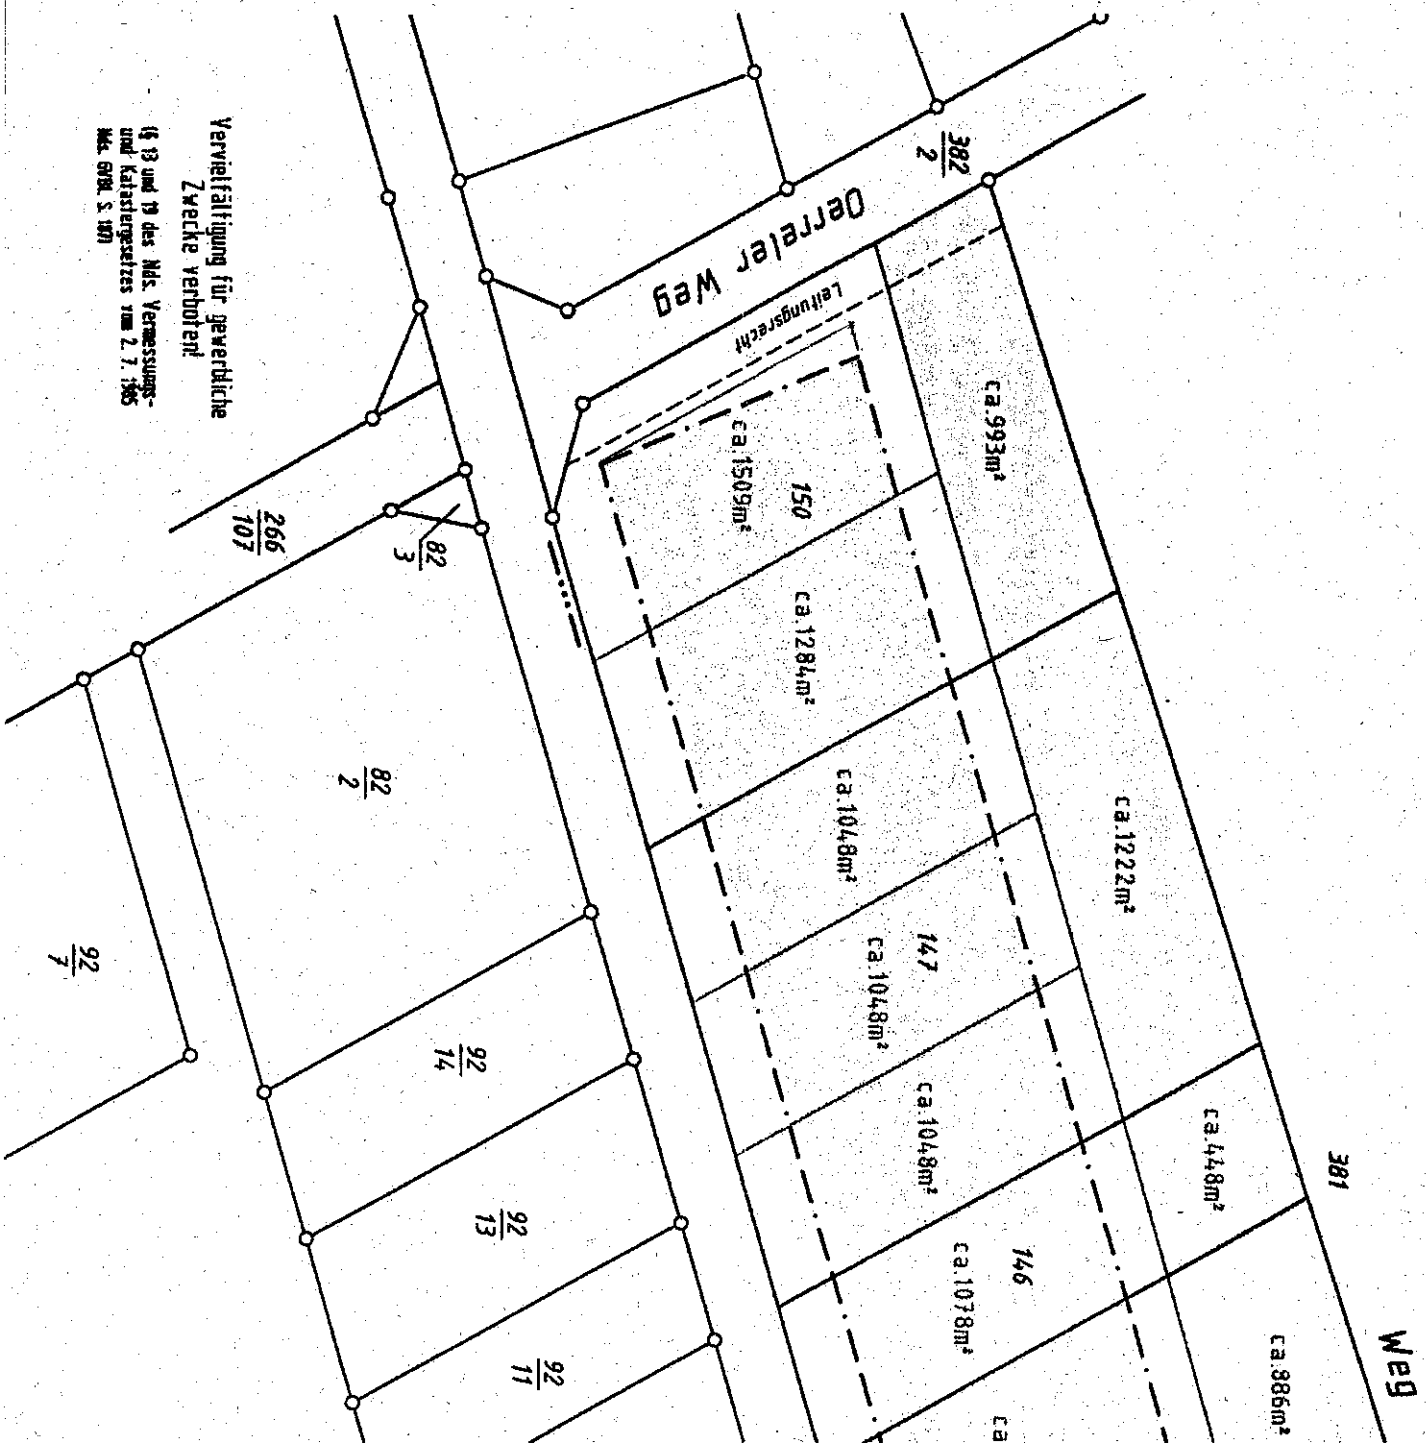 382
2
Oerreler Weg
Leitungsrecht
ca.993m²
150
ca.1509m²
ca.1284m²
ca.1048m²
147
ca.1048m²
ca.1048m²
146
ca.1078m²
ca
ca.1222m²
ca.448m²
381
ca.886m²
Weg
Vervielfältigung für gewerbliche
Zwecke verboten!
(§ 13 und 19 des Nds. Vermessungs-
und Katastergesetzes vom 2. 7. 1985
Nds. GVBl. S. 187)
266
107
82
3
82
2
92
7
92
14
92
13
92
11